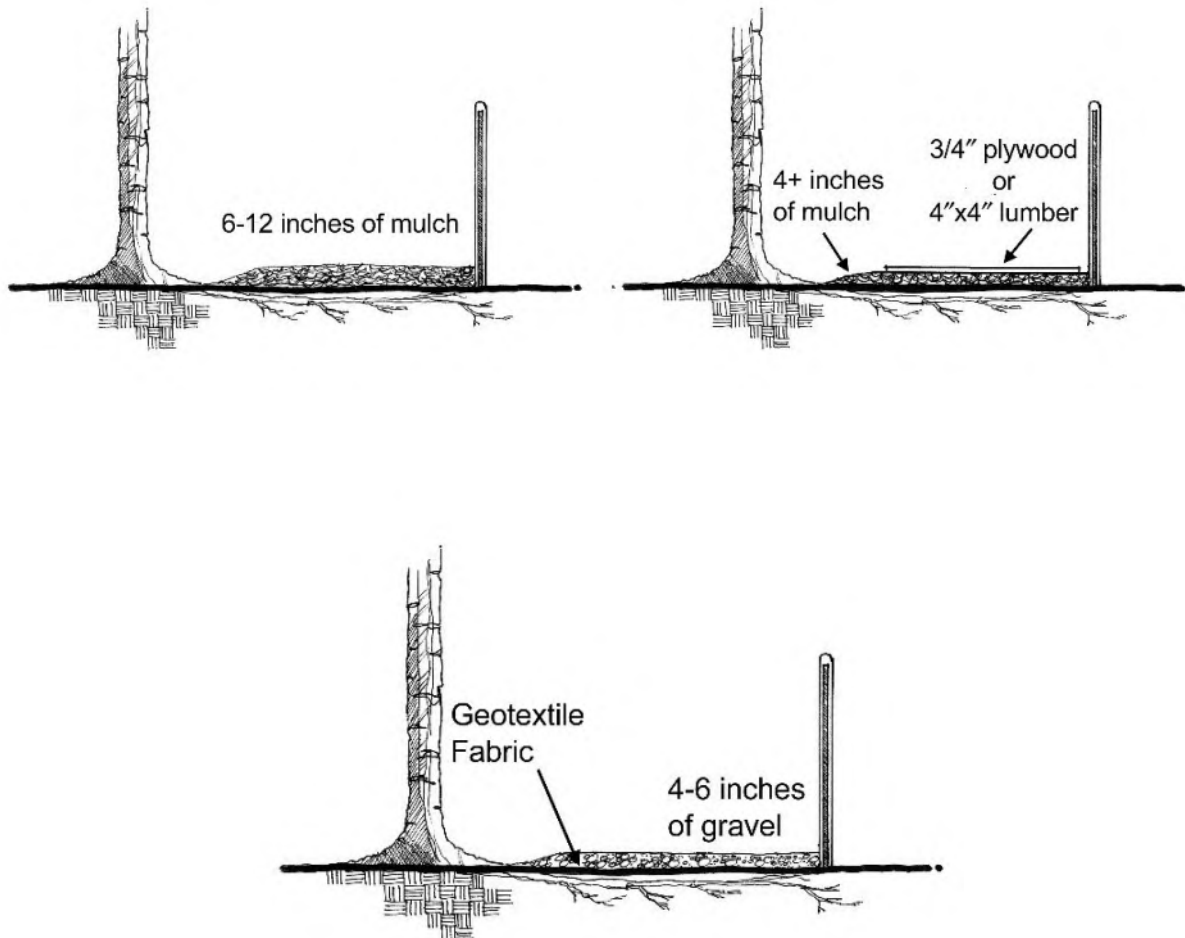 6-12 inches of mulch
4+ inches
of mulch
3/4″ plywood
or
4″x4″ lumber
Geotextile
Fabric
4-6 inches
of gravel